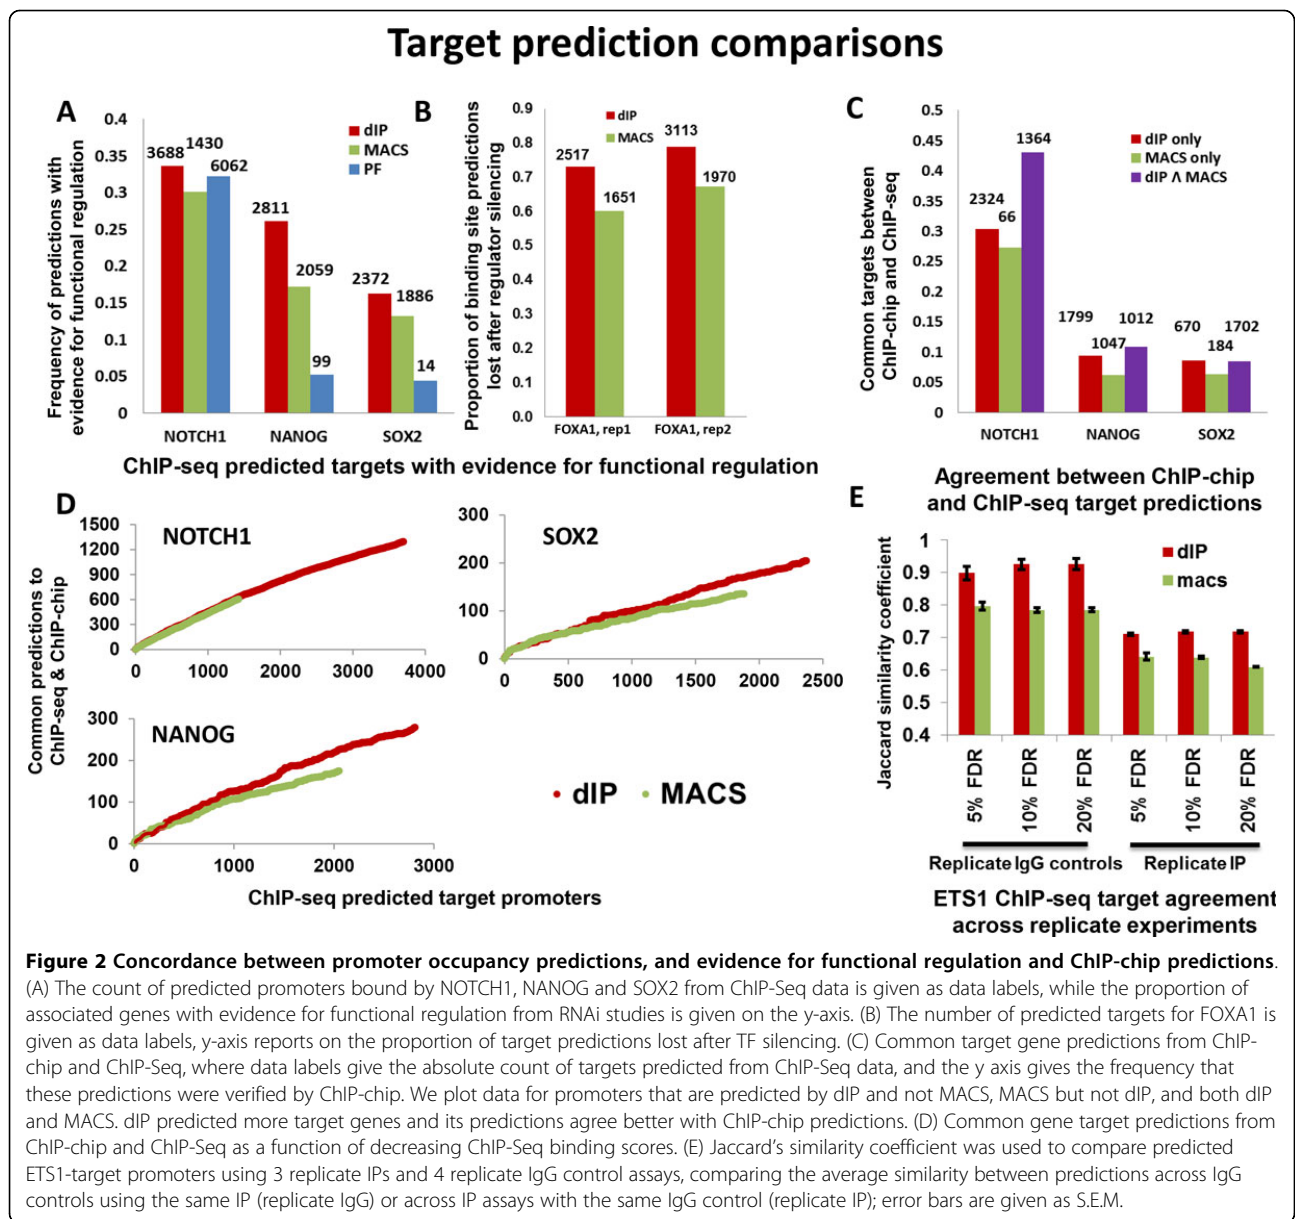 Target prediction comparisons
A
Frequency of predictions with
evidence for functional regulation
0.4
0.35
0.3
0.25
0.2
0.15
0.1
0.05
0
dIP
MACS
PF
3688
1430
6062
2811
2059
99
2372
1886
14
NOTCH1
NANOG
SOX2
B
Proportion of binding site predictions
lost after regulator silencing
0.9
0.8
0.7
0.6
0.5
0.4
0.3
0.2
0.1
0.0
dIP
MACS
2517
1651
3113
1970
FOXA1, rep1
FOXA1, rep2
ChIP-seq predicted targets with evidence for functional regulation
C
Common targets between
ChIP-chip and ChIP-seq
0.5
0.45
0.4
0.35
0.3
0.25
0.2
0.15
0.1
0.05
0
dIP only
MACS only
dIP Λ MACS
2324
66
1364
1799
1047
1012
670
184
1702
NOTCH1
NANOG
SOX2
Agreement between ChIP-chip
and ChIP-seq target predictions
D
Common predictions to
ChIP-seq & ChIP-chip
NOTCH1
1500
1200
900
600
300
0
0
1000
2000
3000
4000
SOX2
300
200
100
0
0
500
1000
1500
2000
2500
NANOG
300
200
100
0
0
1000
2000
3000
dIP
MACS
ChIP-seq predicted target promoters
E
Jaccard similarity coefficient
1
0.9
0.8
0.7
0.6
0.5
0.4
dIP
macs
5% FDR
10% FDR
20% FDR
5% FDR
10% FDR
20% FDR
Replicate IgG controls
Replicate IP
ETS1 ChIP-seq target agreement
across replicate experiments
Figure 2 Concordance between promoter occupancy predictions, and evidence for functional regulation and ChIP-chip predictions.
(A) The count of predicted promoters bound by NOTCH1, NANOG and SOX2 from ChIP-Seq data is given as data labels, while the proportion of
associated genes with evidence for functional regulation from RNAi studies is given on the y-axis. (B) The number of predicted targets for FOXA1 is
given as data labels, y-axis reports on the proportion of target predictions lost after TF silencing. (C) Common target gene predictions from ChIP-
chip and ChIP-Seq, where data labels give the absolute count of targets predicted from ChIP-Seq data, and the y axis gives the frequency that
these predictions were verified by ChIP-chip. We plot data for promoters that are predicted by dIP and not MACS, MACS but not dIP, and both dIP
and MACS. dIP predicted more target genes and its predictions agree better with ChIP-chip predictions. (D) Common gene target predictions from
ChIP-chip and ChIP-Seq as a function of decreasing ChIP-Seq binding scores. (E) Jaccard's similarity coefficient was used to compare predicted
ETS1-target promoters using 3 replicate IPs and 4 replicate IgG control assays, comparing the average similarity between predictions across IgG
controls using the same IP (replicate IgG) or across IP assays with the same IgG control (replicate IP); error bars are given as S.E.M.